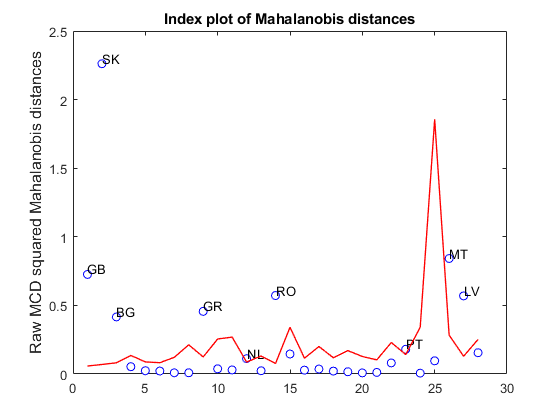 Index plot of Mahalanobis distances
Raw MCD squared Mahalanobis distances
2.5
2
1.5
1
0.5
0
SK
GB
BG
GR
NL
RO
PT
MT
LV
0 5 10 15 20 25 30